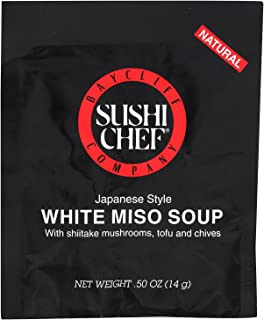 NATURAL
BAYCLIFF
SUSHI
CHEF®
COMPANY
Japanese Style
WHITE MISO SOUP
With shiitake mushrooms, tofu and chives
NET WEIGHT .50 OZ (14 g)